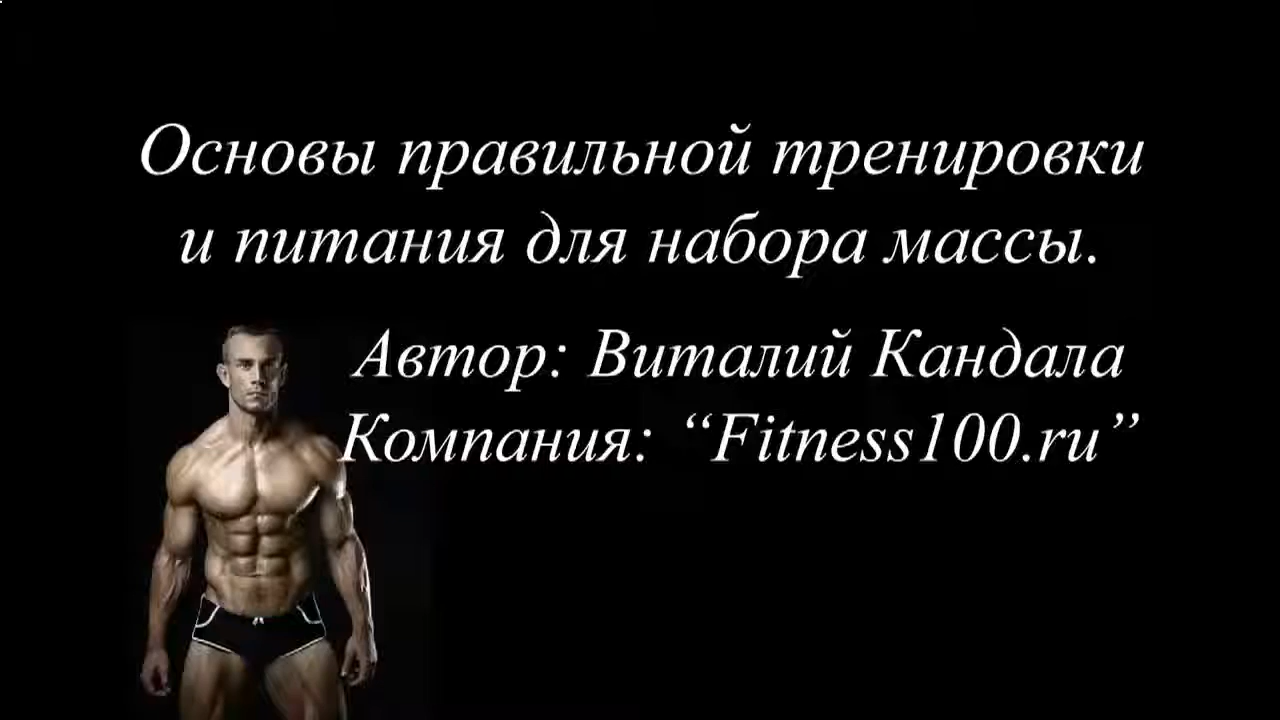 Основы правильной тренировки
и питания для набора массы.
Автор: Виталий Кандала
Компания: “Fitness100.ru”